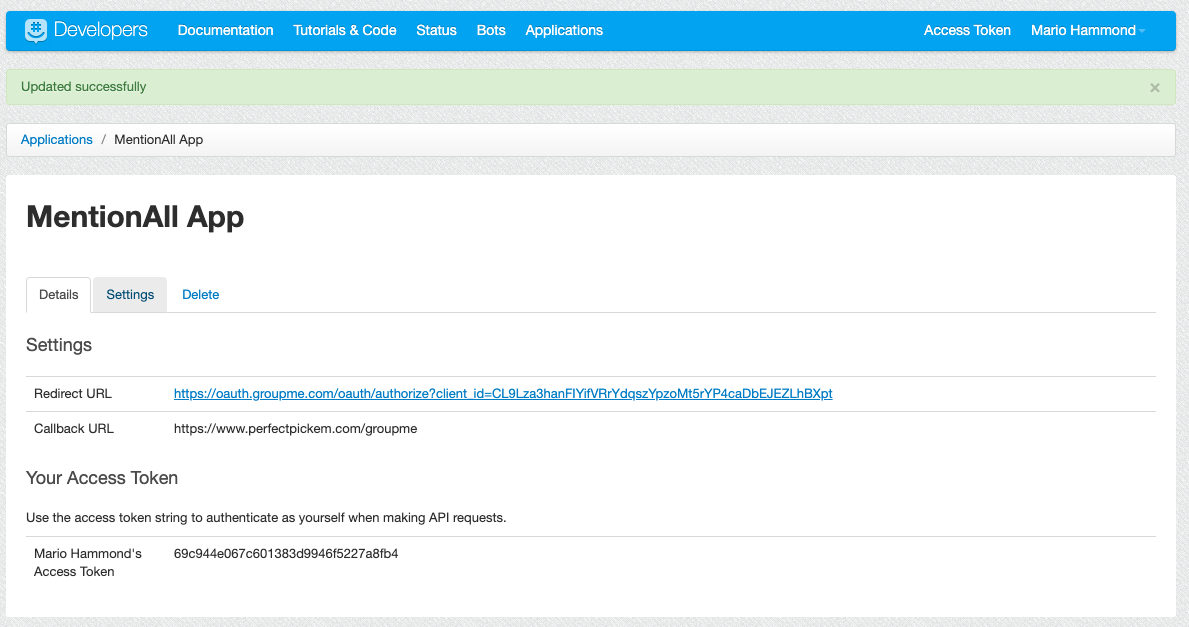 Developers Documentation Tutorials & Code Status Bots Applications Access Token Mario Hammond
Updated successfully ×
Applications / MentionAll App
MentionAll App
Details Settings Delete
Settings
Redirect URL https://oauth.groupme.com/oauth/authorize?client_id=CL9Lza3hanFIYifVRrYdqszYpzoMt5rYP4caDbEJEZLhBXpt
Callback URL https://www.perfectpickem.com/groupme
Your Access Token
Use the access token string to authenticate as yourself when making API requests.
Mario Hammond's 69c944e067c601383d9946f5227a8fb4
Access Token